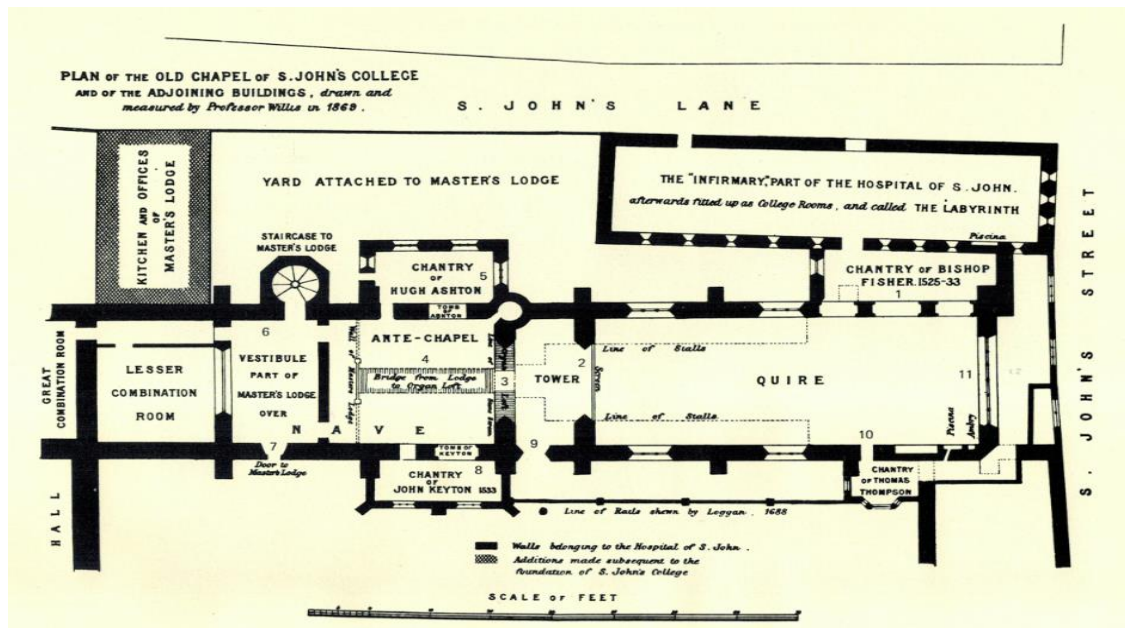 PLAN OF THE OLD CHAPEL OF S. JOHN'S COLLEGE
AND OF THE ADJOINING BUILDINGS, drawn and
measured by Professor Willis in 1869.
S. JOHN'S LANE
KITCHEN AND OFFICES
OF
MASTER'S LODGE
YARD ATTACHED TO MASTER'S LODGE
THE "INFIRMARY," PART OF THE HOSPITAL OF S. JOHN.
afterwards fitted up as College Rooms, and called THE LABYRINTH
Piscina
S. JOHN'S STREET
STAIRCASE TO
MASTER'S LODGE
CHANTRY
OF
HUGH ASHTON
5
TOMB
OF
ASHTON
CHANTRY OF BISHOP
FISHER. 1525-33
1
GREAT
COMBINATION ROOM
LESSER
COMBINATION
ROOM
6
VESTIBULE
PART OF
MASTER'S LODGE
OVER
Wall of Master's Lodge
ANTE-CHAPEL
4
Bridge from Lodge
to Organ Loft
NAVE
3
Loft
TOWER
2
Screen
Line of Stalls
QUIRE
Line of Stalls
11
12
Piscina
Ambry
7
Door to
Master's Lodge
TOMB OF
KEYTON
8
CHANTRY
OF
JOHN KEYTON 1533
9
10
CHANTRY
OF THOMAS
THOMPSON
HALL
Line of Rails shewn by Loggan. 1688
Walls belonging to the Hospital of S. John.
Additions made subsequent to the
foundation of S. John's College
SCALE OF FEET